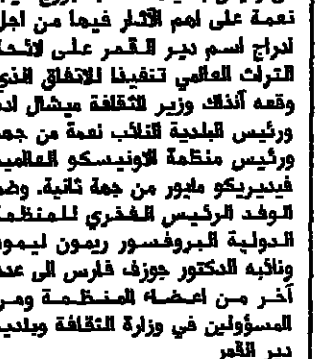 نعمة على اهم الآثار فيها من اجل
ادراج اسم دير القمر على لائحة
التراث العالمي تنفيذا للاتفاق الذي
وقعه آنذاك وزير الثقافة ميشال اده
ورئيس البلدية النائب نعمة من جهة
ورئيس منظمة الاونيسكو العالمية
فيديريكو مايور من جهة ثانية. وضم
الوفد الرئيس الفخري للمنظمة
الدولية البروفسور ريمون ليمون
ونائبه الدكتور جوزف فارس الى عدد
آخر من اعضاء المنظمة ومن
المسؤولين في وزارة الثقافة وبلدية
دير القمر